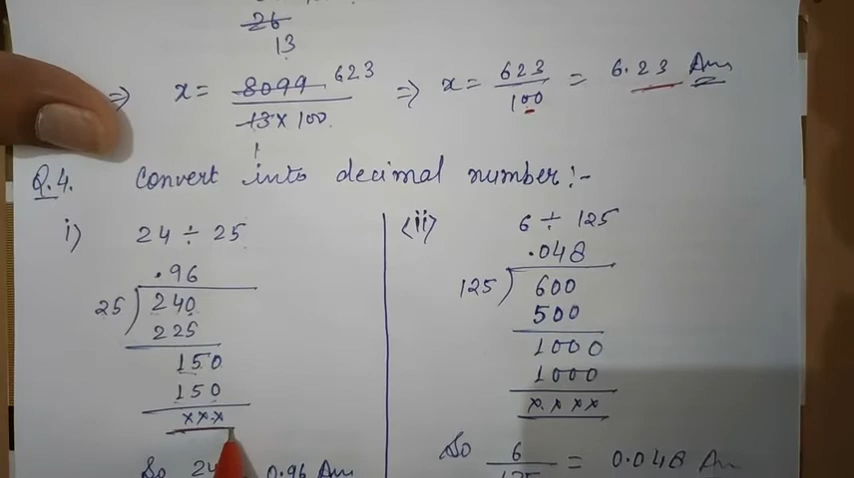 26
13
⇒ x = 8099 623 / 13 × 100 ⇒ x = 623 / 100 = 6.23 Ans
1
Q.4. Convert into decimal number:-
i) 24 ÷ 25
.96
25 ) 240
225
150
150
×××
So 24 0.96 Ans
(ii) 6 ÷ 125
.048
125 ) 600
500
1000
1000
××××
So 6 / 125 = 0.048 An